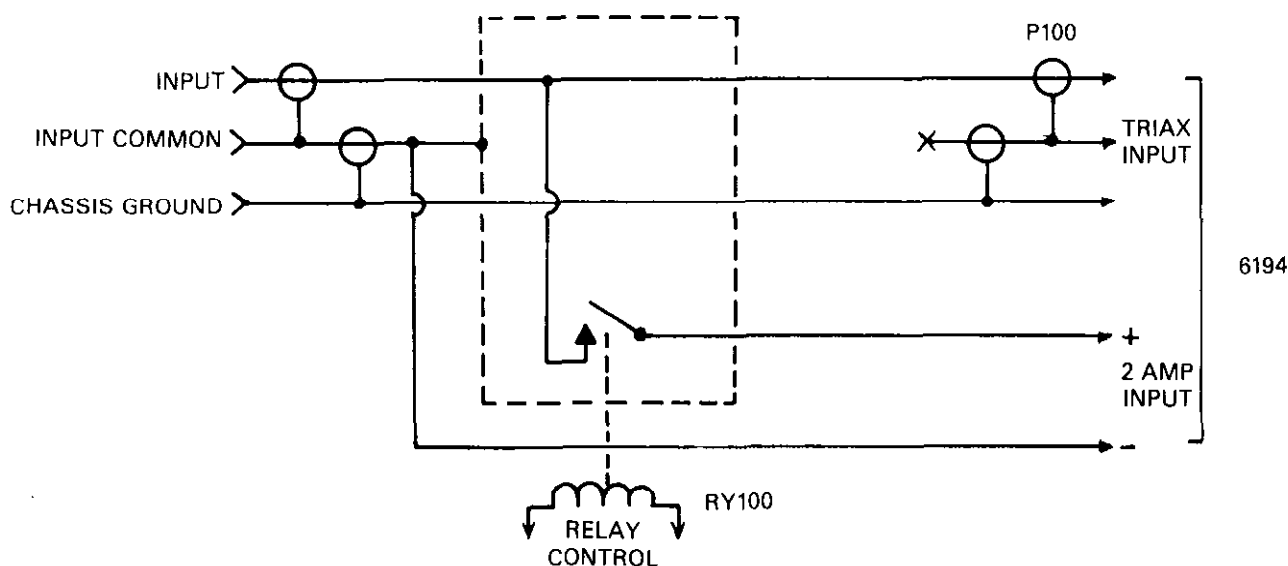 P100
INPUT
INPUT COMMON
TRIAX
INPUT
CHASSIS GROUND
6194
+
2 AMP
INPUT
-
RY100
RELAY
CONTROL